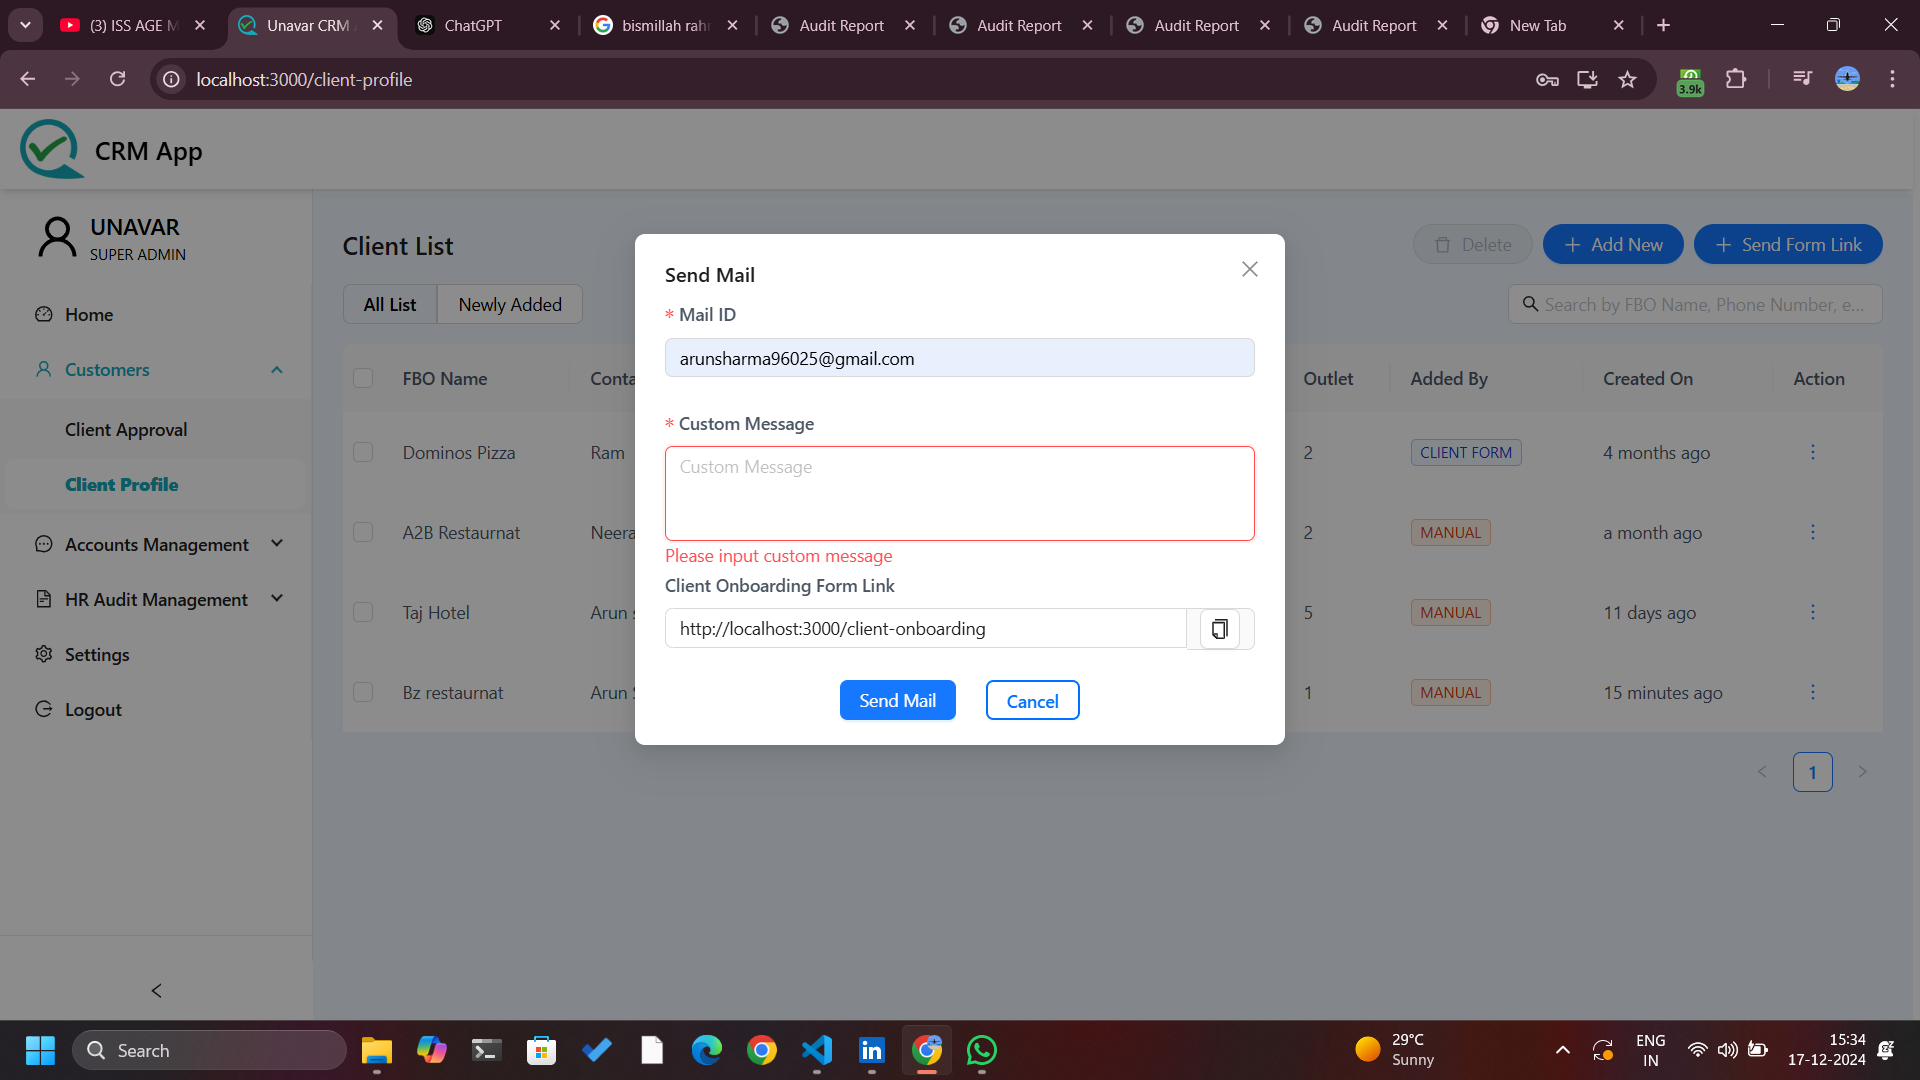 (3) ISS AGE M
Unavar CRM
ChatGPT
bismillah rahr
Audit Report
Audit Report
Audit Report
Audit Report
New Tab
localhost:3000/client-profile
3.9k
CRM App
UNAVAR
SUPER ADMIN
Home
Customers
Client Approval
Client Profile
Accounts Management
HR Audit Management
Settings
Logout
Client List
Delete
Add New
Send Form Link
All List
Newly Added
Search by FBO Name, Phone Number, e...
FBO Name Conta Outlet Added By Created On Action
Dominos Pizza Ram 2 CLIENT FORM 4 months ago
A2B Restaurnat Neera 2 MANUAL a month ago
Taj Hotel Arun 5 MANUAL 11 days ago
Bz restaurnat Arun S 1 MANUAL 15 minutes ago
1
Send Mail
* Mail ID
arunsharma96025@gmail.com
* Custom Message
Custom Message
Please input custom message
Client Onboarding Form Link
http://localhost:3000/client-onboarding
Send Mail
Cancel
Search
29°C
Sunny
ENG
IN
15:34
17-12-2024